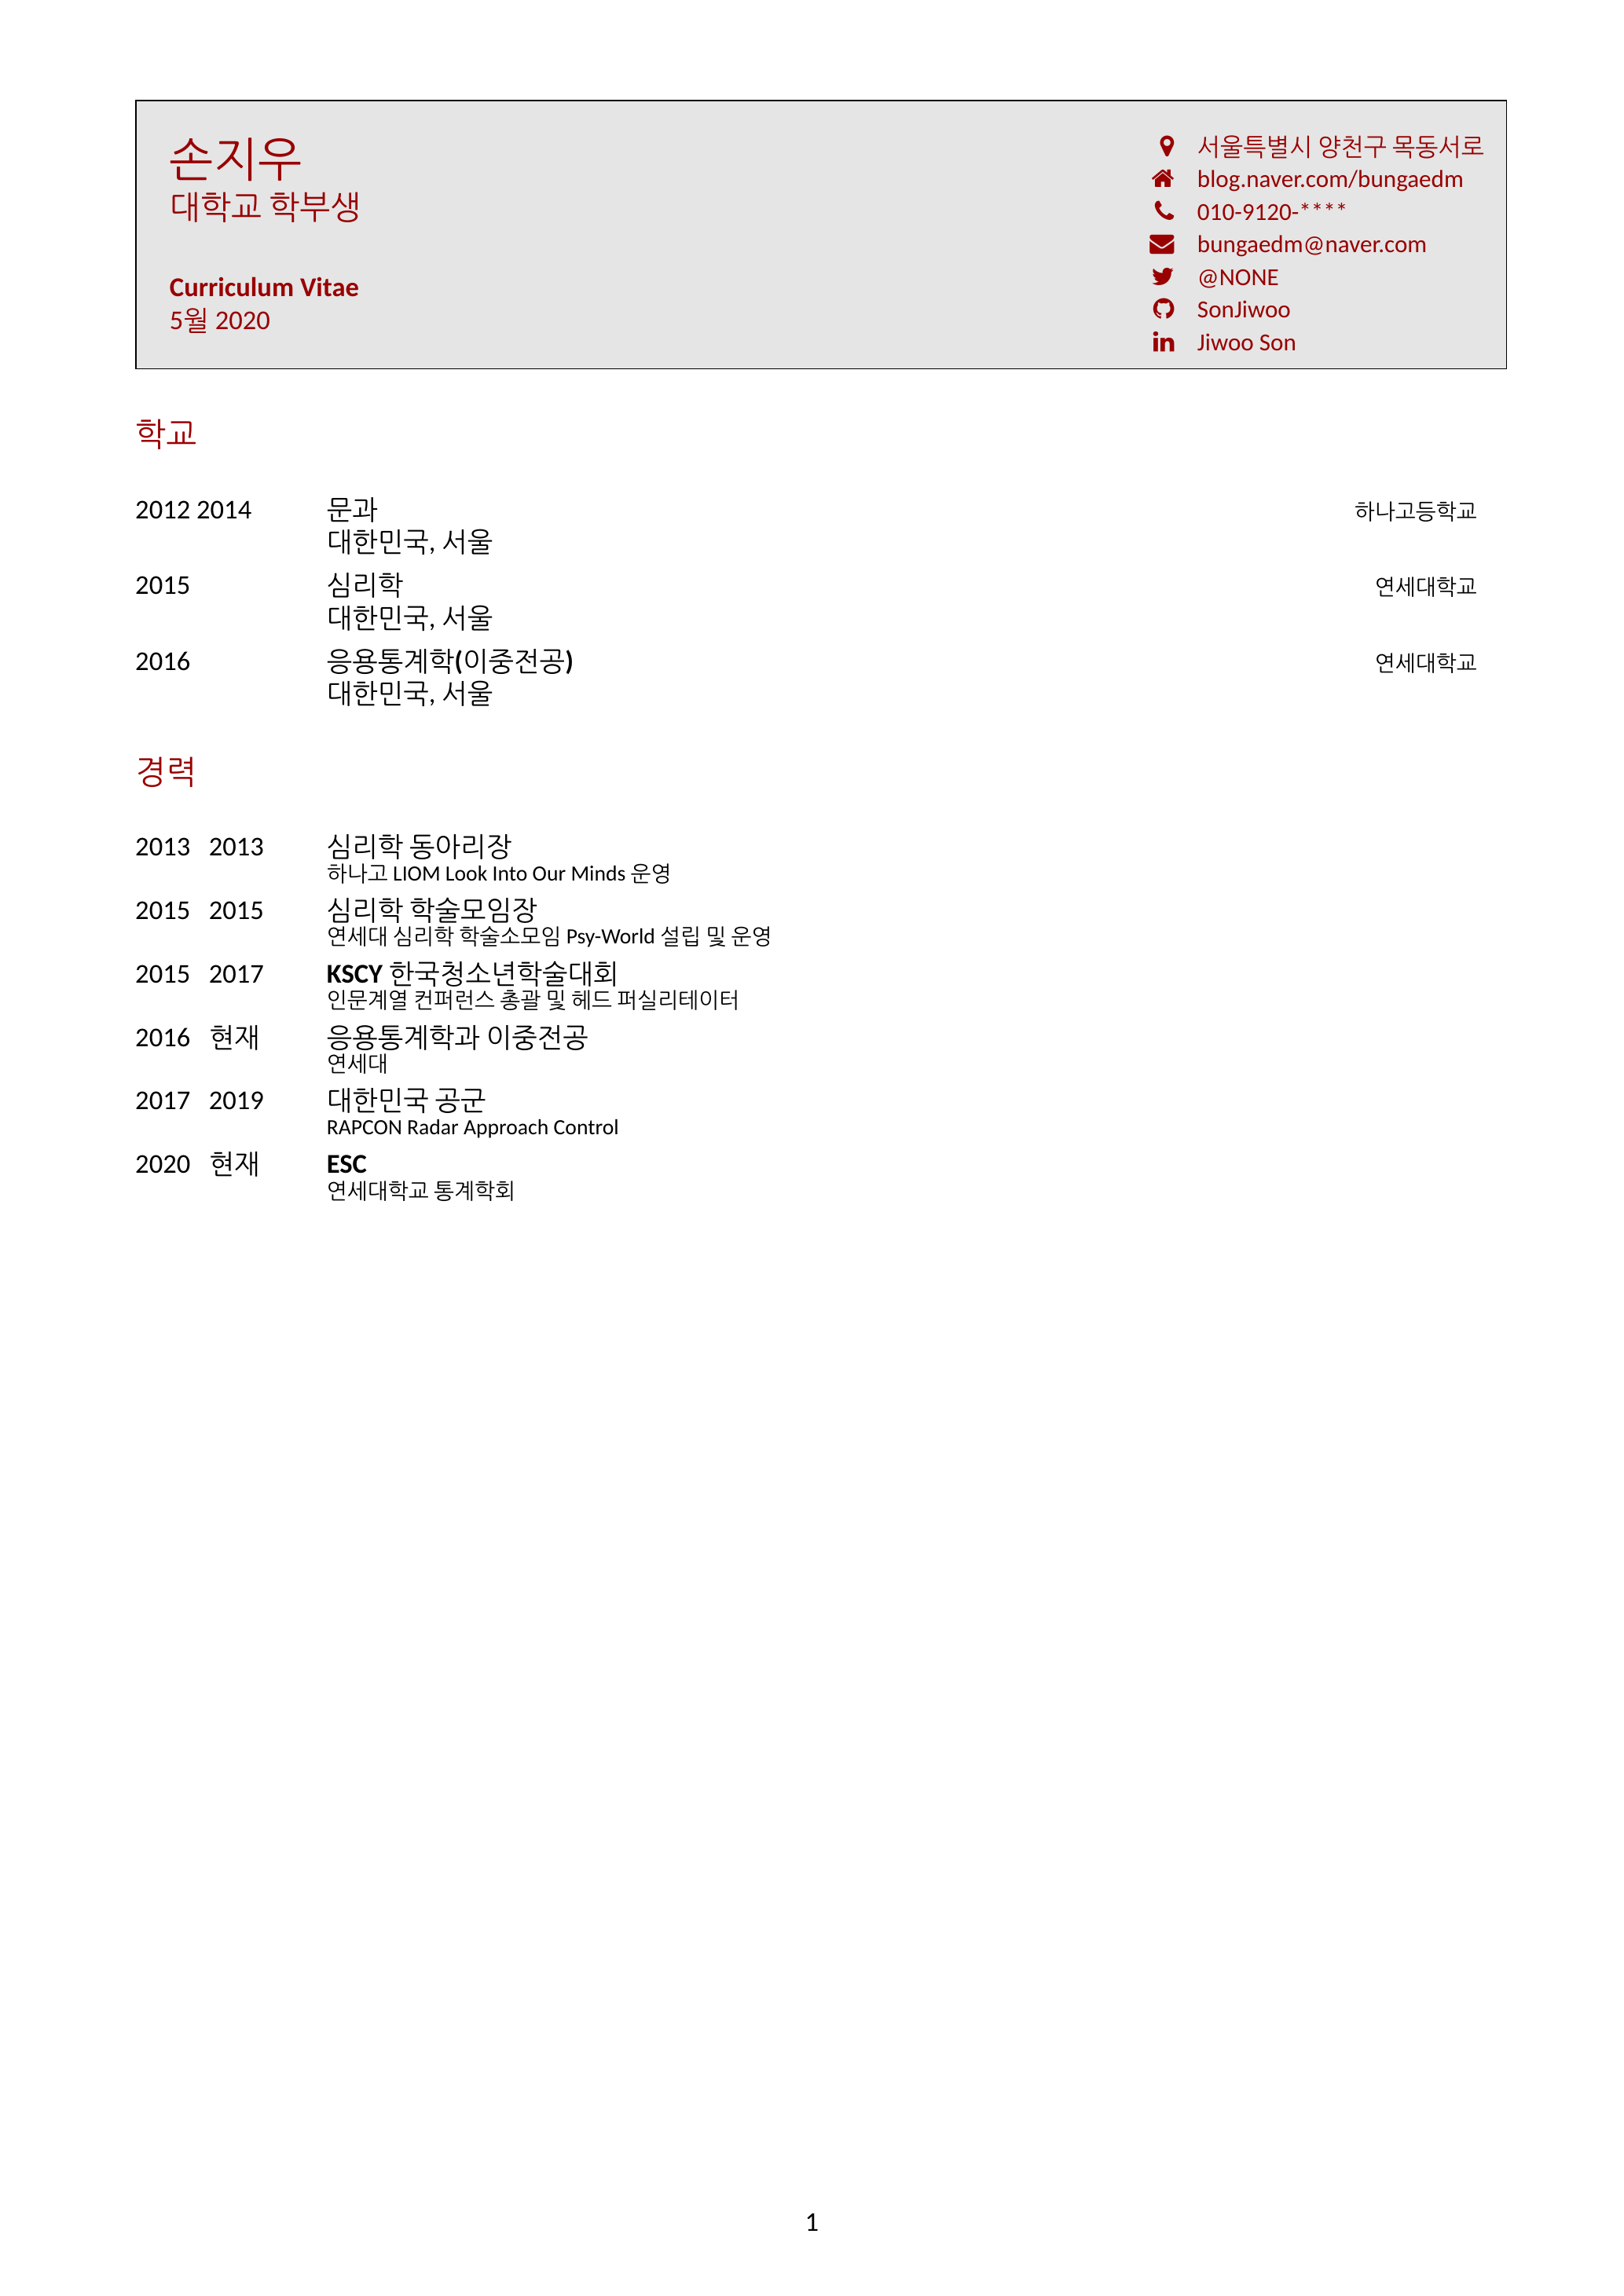 손지우
대학교 학부생
Curriculum Vitae
5월 2020
서울특별시 양천구 목동서로
blog.naver.com/bungaedm
010-9120-****
bungaedm@naver.com
@NONE
SonJiwoo
Jiwoo Son
학교
2012 2014 문과 하나고등학교
대한민국, 서울
2015 심리학 연세대학교
대한민국, 서울
2016 응용통계학(이중전공) 연세대학교
대한민국, 서울
경력
2013 2013 심리학 동아리장
하나고 LIOM Look Into Our Minds 운영
2015 2015 심리학 학술모임장
연세대 심리학 학술소모임 Psy-World 설립 및 운영
2015 2017 KSCY 한국청소년학술대회
인문계열 컨퍼런스 총괄 및 헤드 퍼실리테이터
2016 현재 응용통계학과 이중전공
연세대
2017 2019 대한민국 공군
RAPCON Radar Approach Control
2020 현재 ESC
연세대학교 통계학회
1